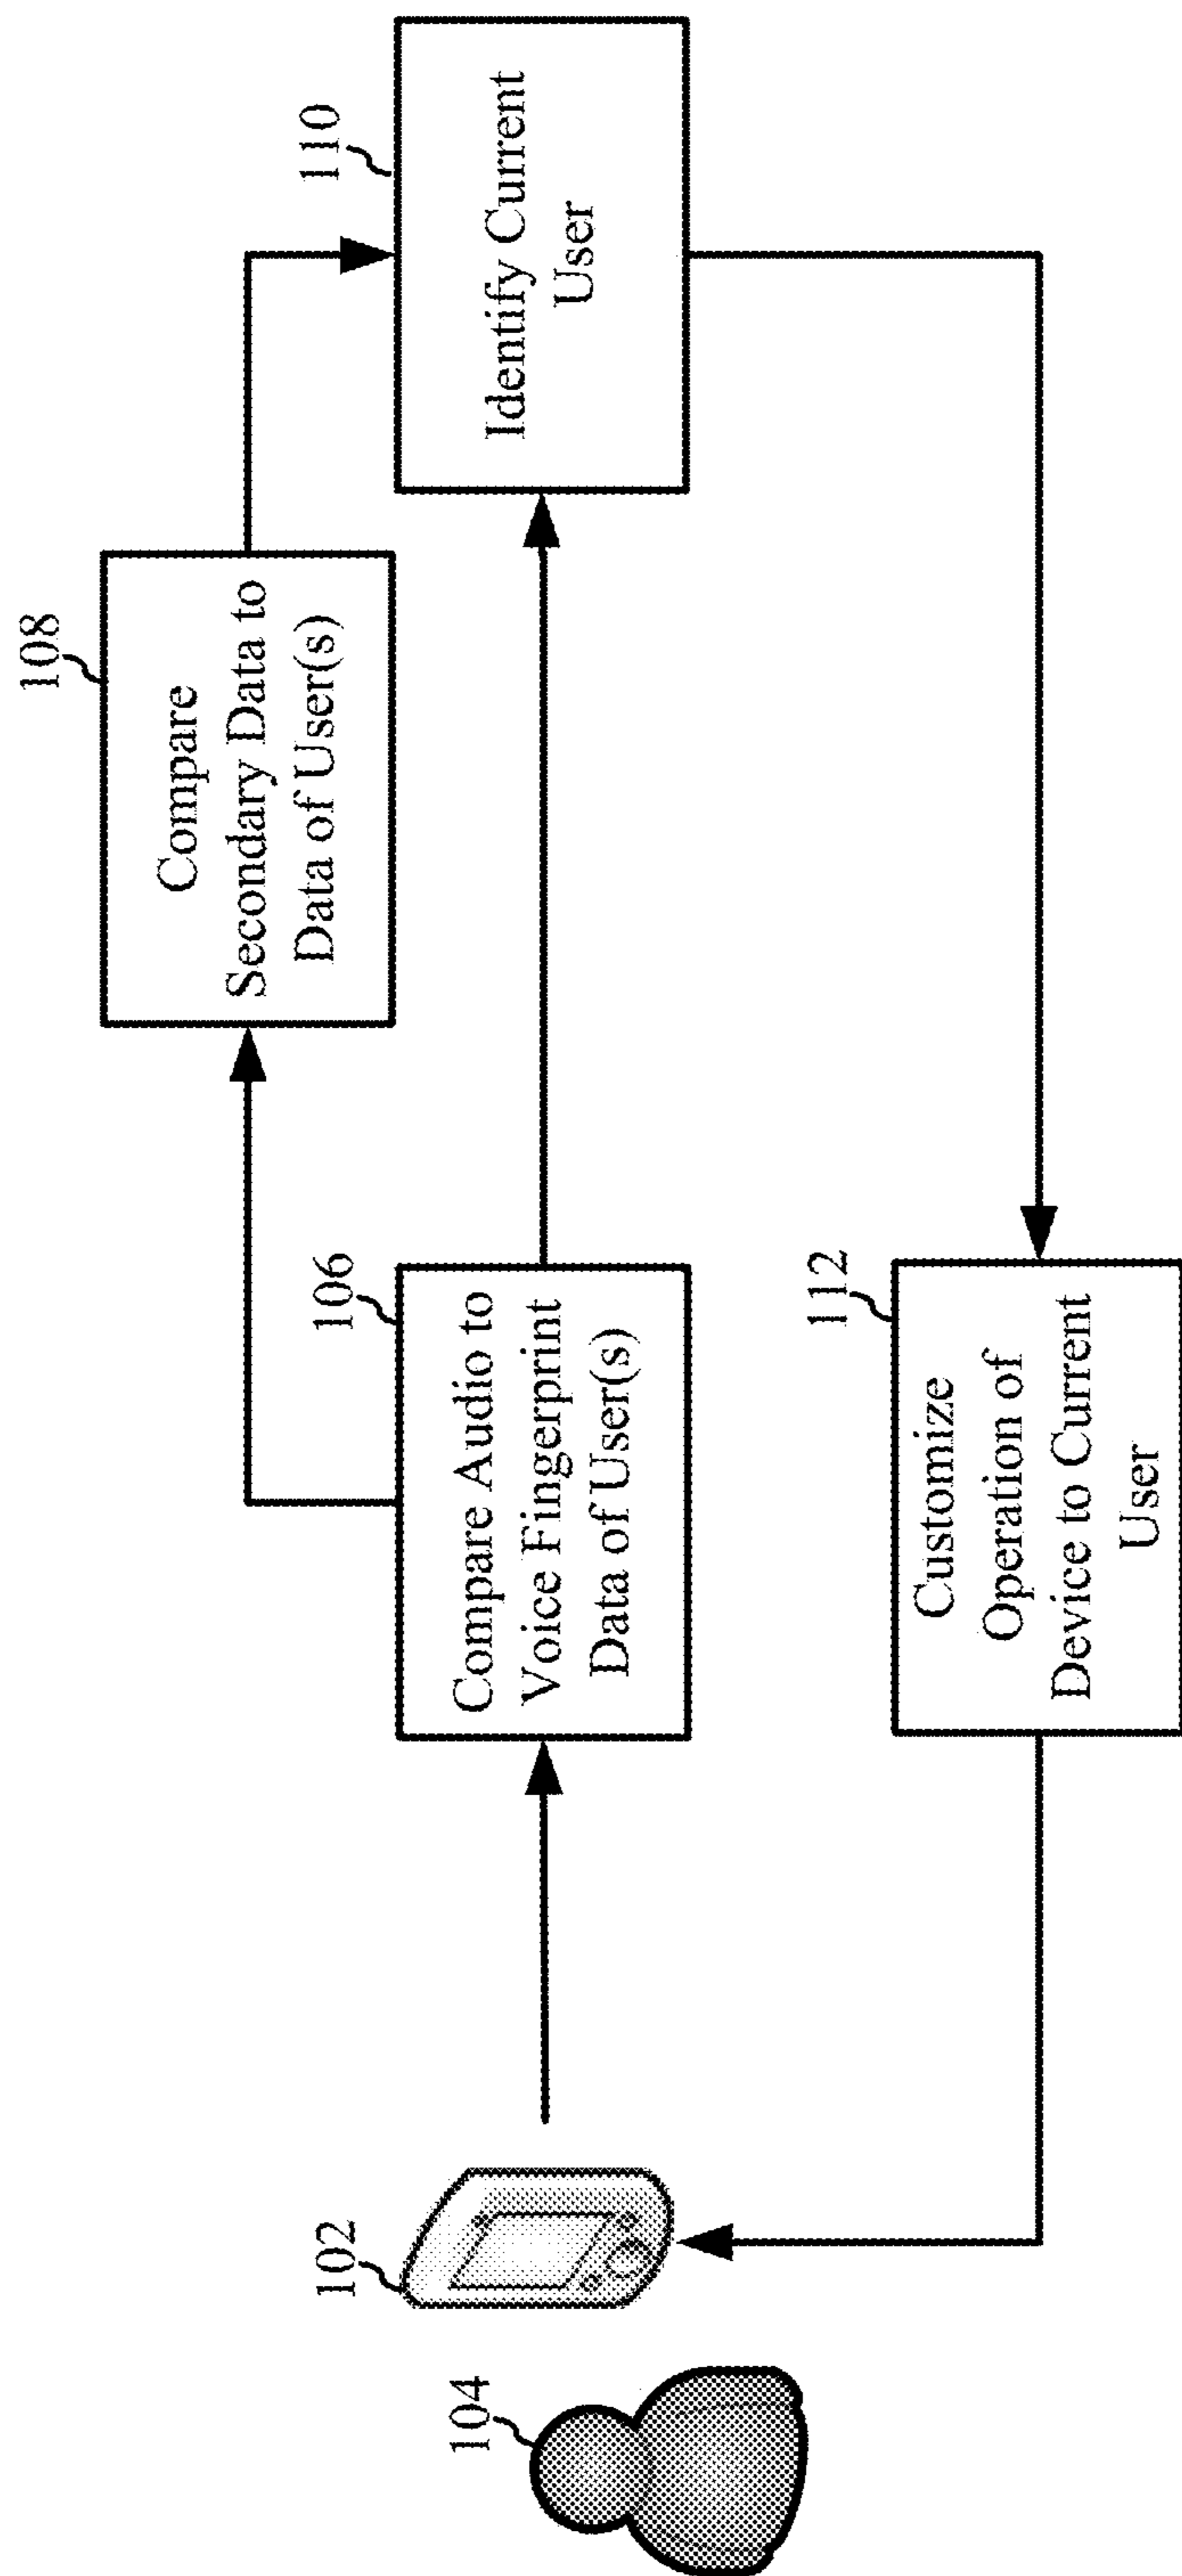 104
102
106
Compare Audio to
Voice Fingerprint
Data of User(s)
108
Compare
Secondary Data to
Data of User(s)
110
Identify Current
User
112
Customize
Operation of
Device to Current
User